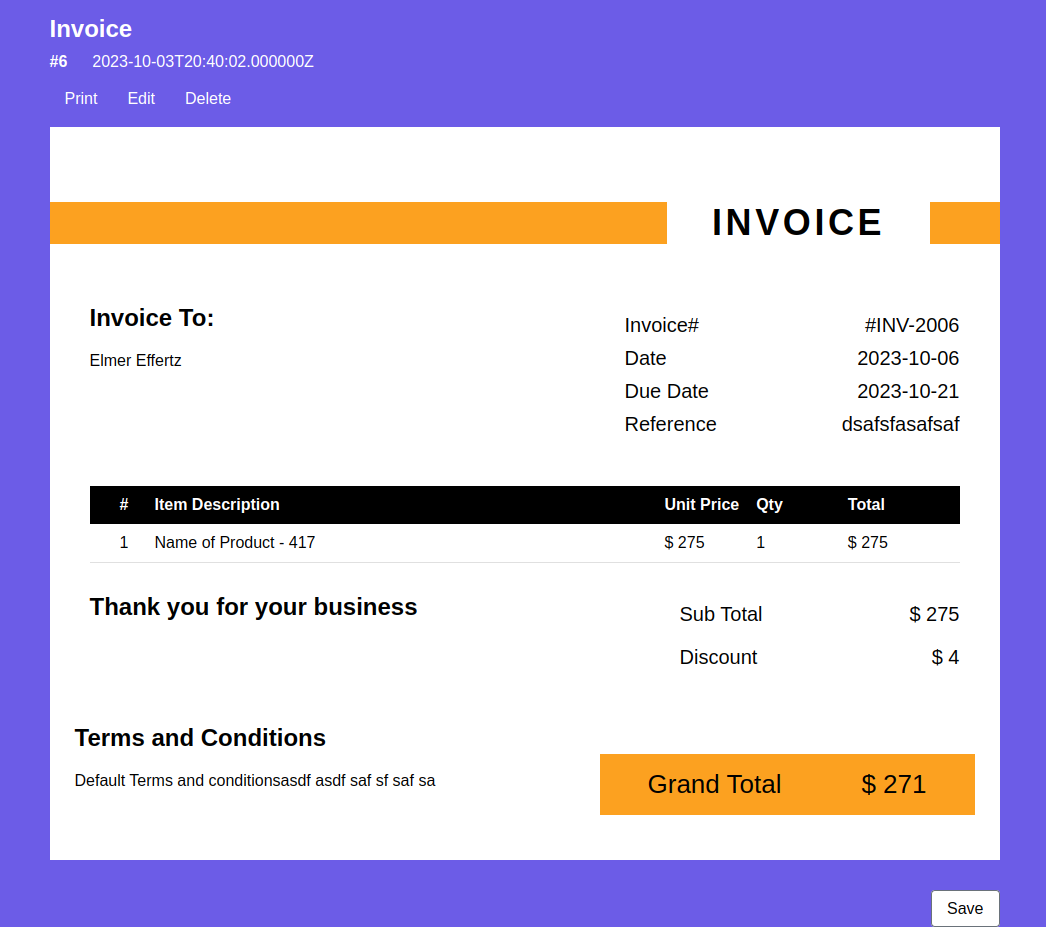 Invoice
#6 2023-10-03T20:40:02.000000Z
Print Edit Delete
INVOICE
Invoice To:
Elmer Effertz
Invoice# #INV-2006
Date 2023-10-06
Due Date 2023-10-21
Reference dsafsfasafsaf
# Item Description Unit Price Qty Total
1 Name of Product - 417 $ 275 1 $ 275
Thank you for your business
Sub Total $ 275
Discount $ 4
Terms and Conditions
Default Terms and conditionsasdf asdf saf sf saf sa
Grand Total $ 271
Save